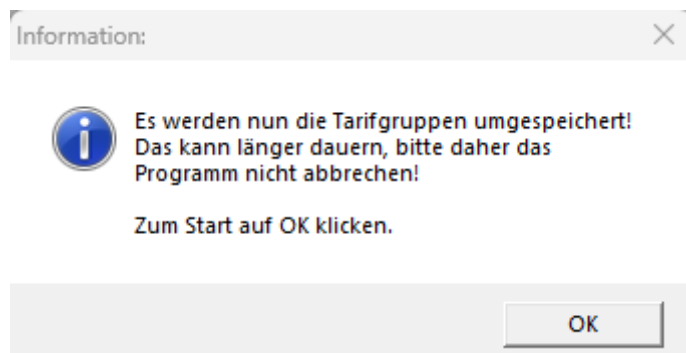 Information:
Es werden nun die Tarifgruppen umgespeichert!
Das kann länger dauern, bitte daher das
Programm nicht abbrechen!
Zum Start auf OK klicken.
OK